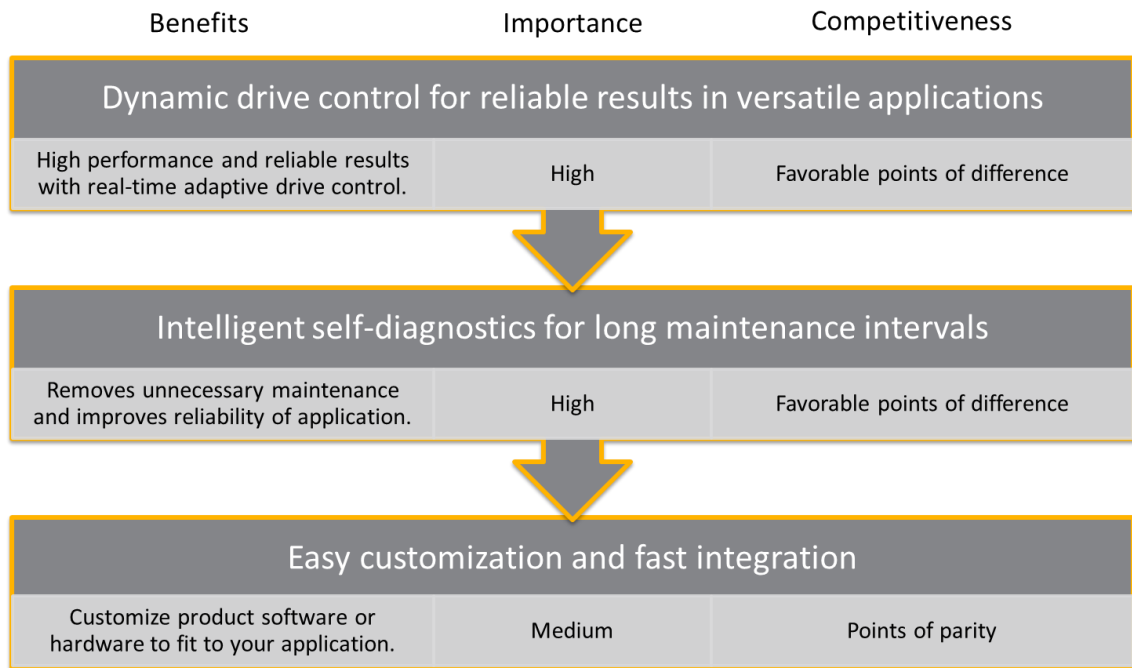 Benefits Importance Competitiveness
Dynamic drive control for reliable results in versatile applications
High performance and reliable results
with real-time adaptive drive control.
High
Favorable points of difference
Intelligent self-diagnostics for long maintenance intervals
Removes unnecessary maintenance
and improves reliability of application.
High
Favorable points of difference
Easy customization and fast integration
Customize product software or
hardware to fit to your application.
Medium
Points of parity